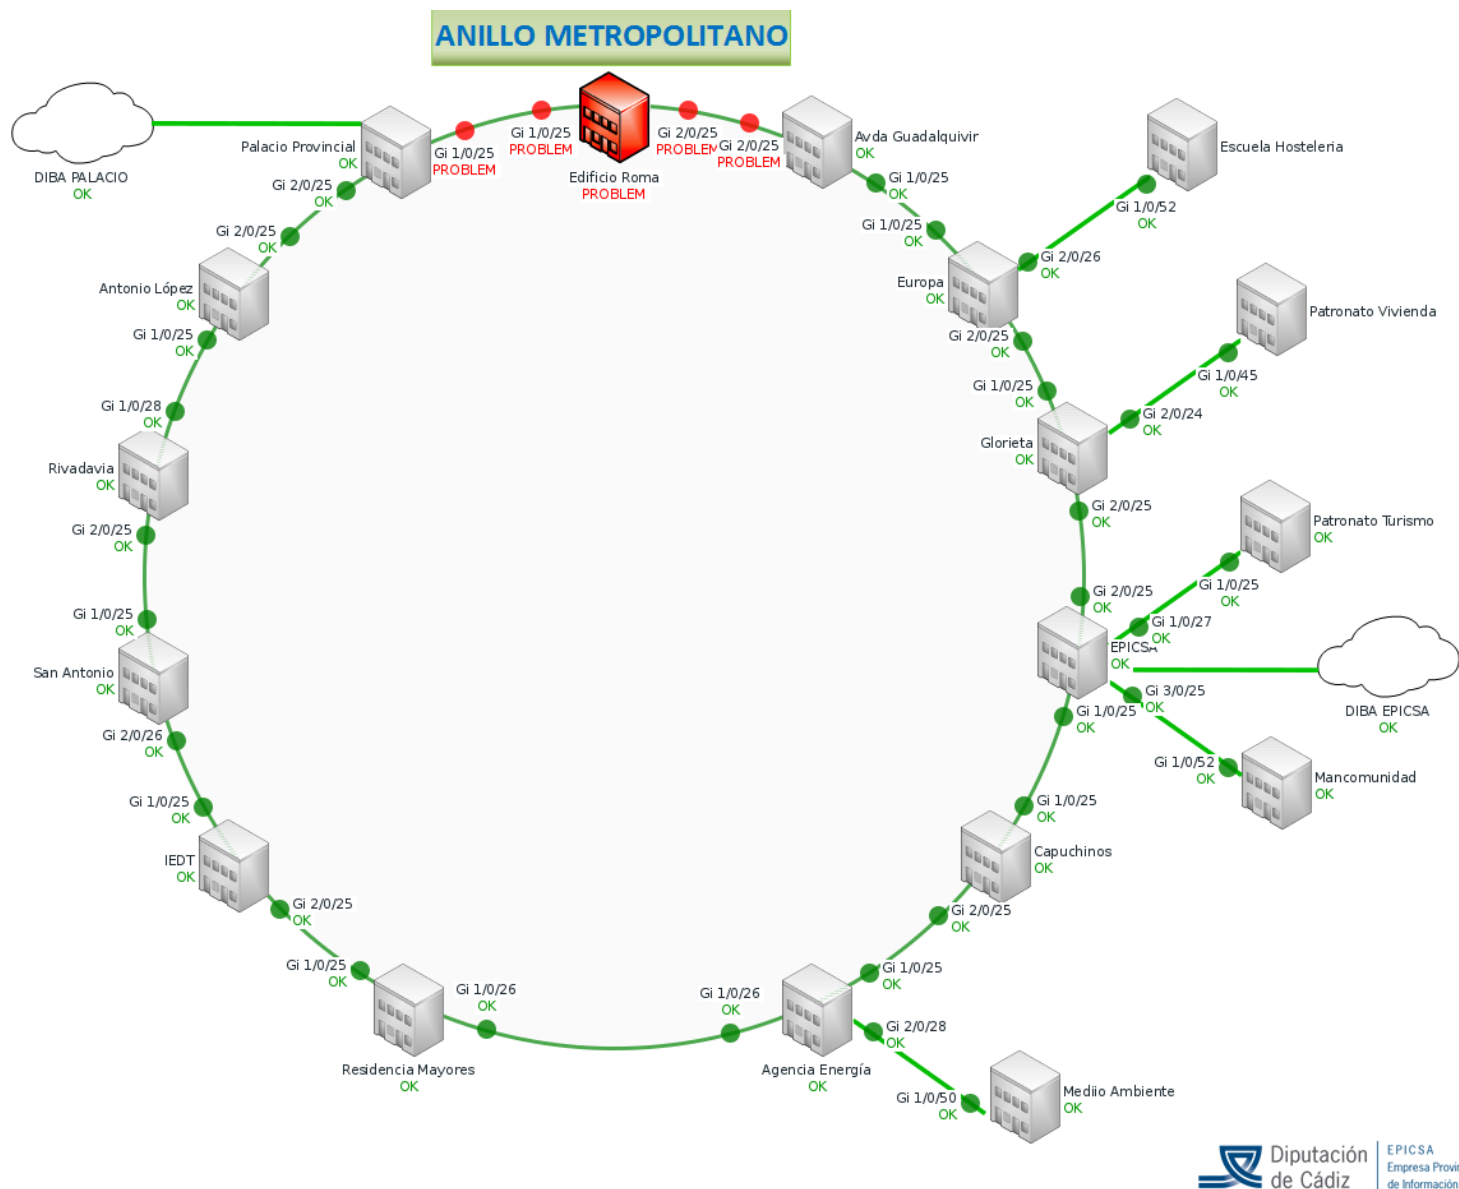 ANILLO METROPOLITANO
DIBA PALACIO
OK
Palacio Provincial
OK
Gi 1/0/25
PROBLEM
Gi 1/0/25
PROBLEM
Edificio Roma
PROBLEM
Gi 2/0/25
PROBLEM
Gi 2/0/25
PROBLEM
Avda Guadalquivir
OK
Gi 1/0/25
OK
Gi 1/0/25
OK
Europa
OK
Gi 2/0/26
OK
Gi 1/0/52
OK
Escuela Hosteleria
Gi 2/0/25
OK
Gi 1/0/25
OK
Glorieta
OK
Gi 2/0/24
OK
Gi 1/0/45
OK
Patronato Vivienda
Gi 2/0/25
OK
Gi 2/0/25
OK
EPICSA
OK
Gi 1/0/27
OK
Gi 1/0/25
OK
Patronato Turismo
OK
DIBA EPICSA
OK
Gi 3/0/25
OK
Gi 1/0/52
OK
Mancomunidad
OK
Gi 1/0/25
OK
Gi 1/0/25
OK
Capuchinos
OK
Gi 2/0/25
OK
Gi 1/0/25
OK
Agencia Energía
OK
Gi 2/0/28
OK
Gi 1/0/50
OK
Mediio Ambiente
OK
Gi 1/0/26
OK
Gi 1/0/26
OK
Residencia Mayores
OK
Gi 1/0/25
OK
Gi 2/0/25
OK
IEDT
OK
Gi 1/0/25
OK
Gi 2/0/26
OK
San Antonio
OK
Gi 1/0/25
OK
Gi 2/0/25
OK
Rivadavia
OK
Gi 1/0/28
OK
Gi 1/0/25
OK
Antonio López
OK
Gi 2/0/25
OK
Gi 2/0/25
OK
Diputación
de Cádiz
EPICSA
Empresa Provin
de Información